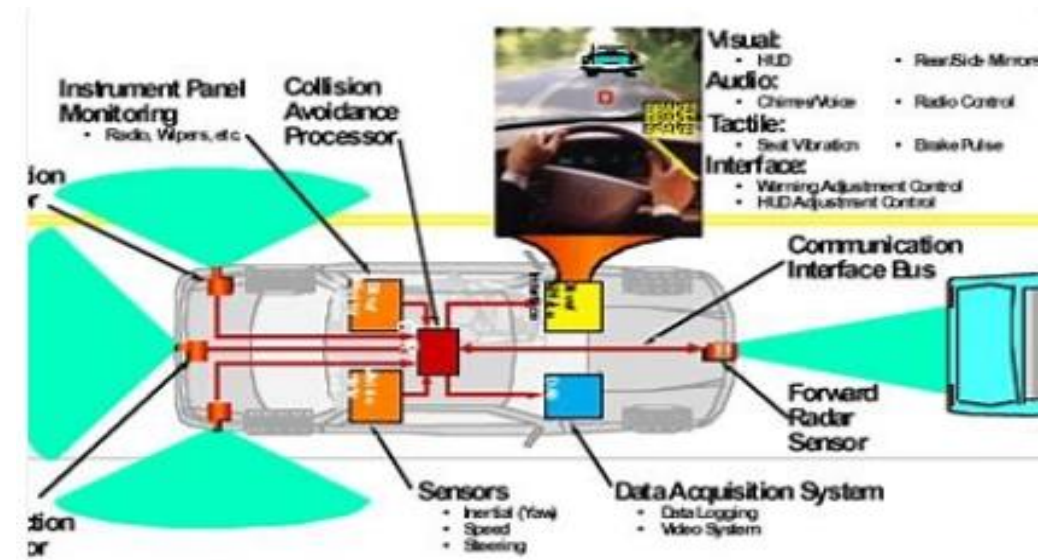 Visual:
• HUD
• Rear/Side Mirrors
Audio:
• Chimes/Voice
• Radio Control
Tactile:
• Seat Vibration
• Brake Pulse
Interface:
• Warning Adjustment Control
• HUD Adjustment Control
Instrument Panel
Monitoring
• Radio, Wipers, etc
Collision
Avoidance
Processor
Communication
Interface Bus
Interface
Forward
Radar
Sensor
Sensors
• Inertial (Yaw)
• Speed
• Steering
Data Acquisition System
• Data Logging
• Video System